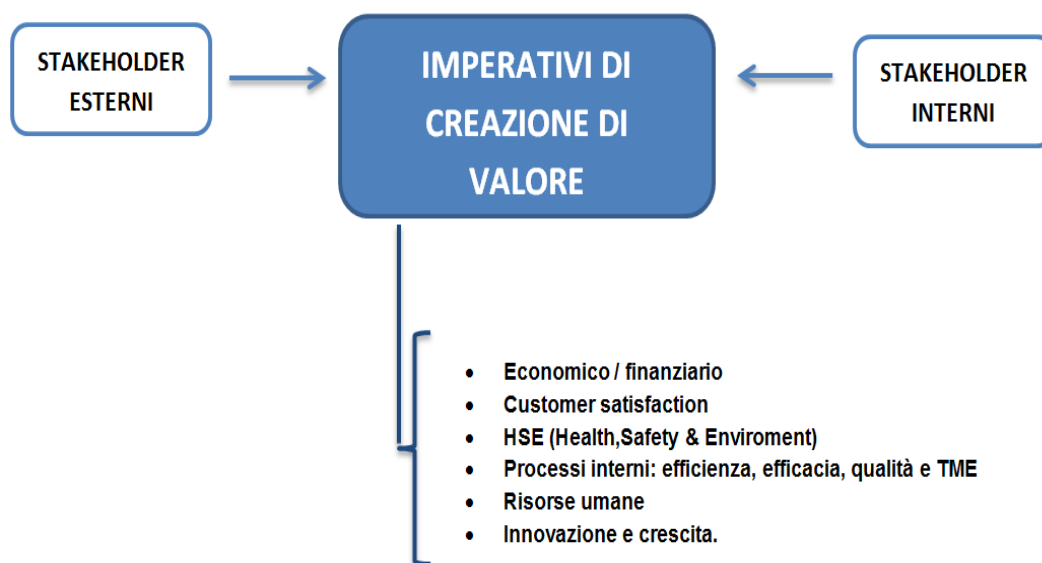 STAKEHOLDER
ESTERNI
IMPERATIVI DI
CREAZIONE DI
VALORE
STAKEHOLDER
INTERNI
• Economico / finanziario
• Customer satisfaction
• HSE (Health,Safety & Enviroment)
• Processi interni: efficienza, efficacia, qualità e TME
• Risorse umane
• Innovazione e crescita.